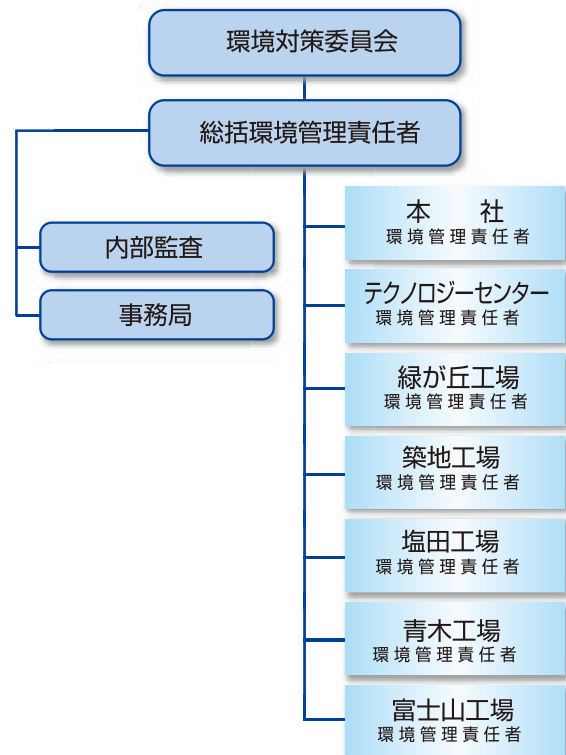 環境対策委員会
総括環境管理責任者
内部監査
事務局
本　　社
環境管理責任者
テクノロジーセンター
環境管理責任者
緑が丘工場
環境管理責任者
築地工場
環境管理責任者
塩田工場
環境管理責任者
青木工場
環境管理責任者
富士山工場
環境管理責任者